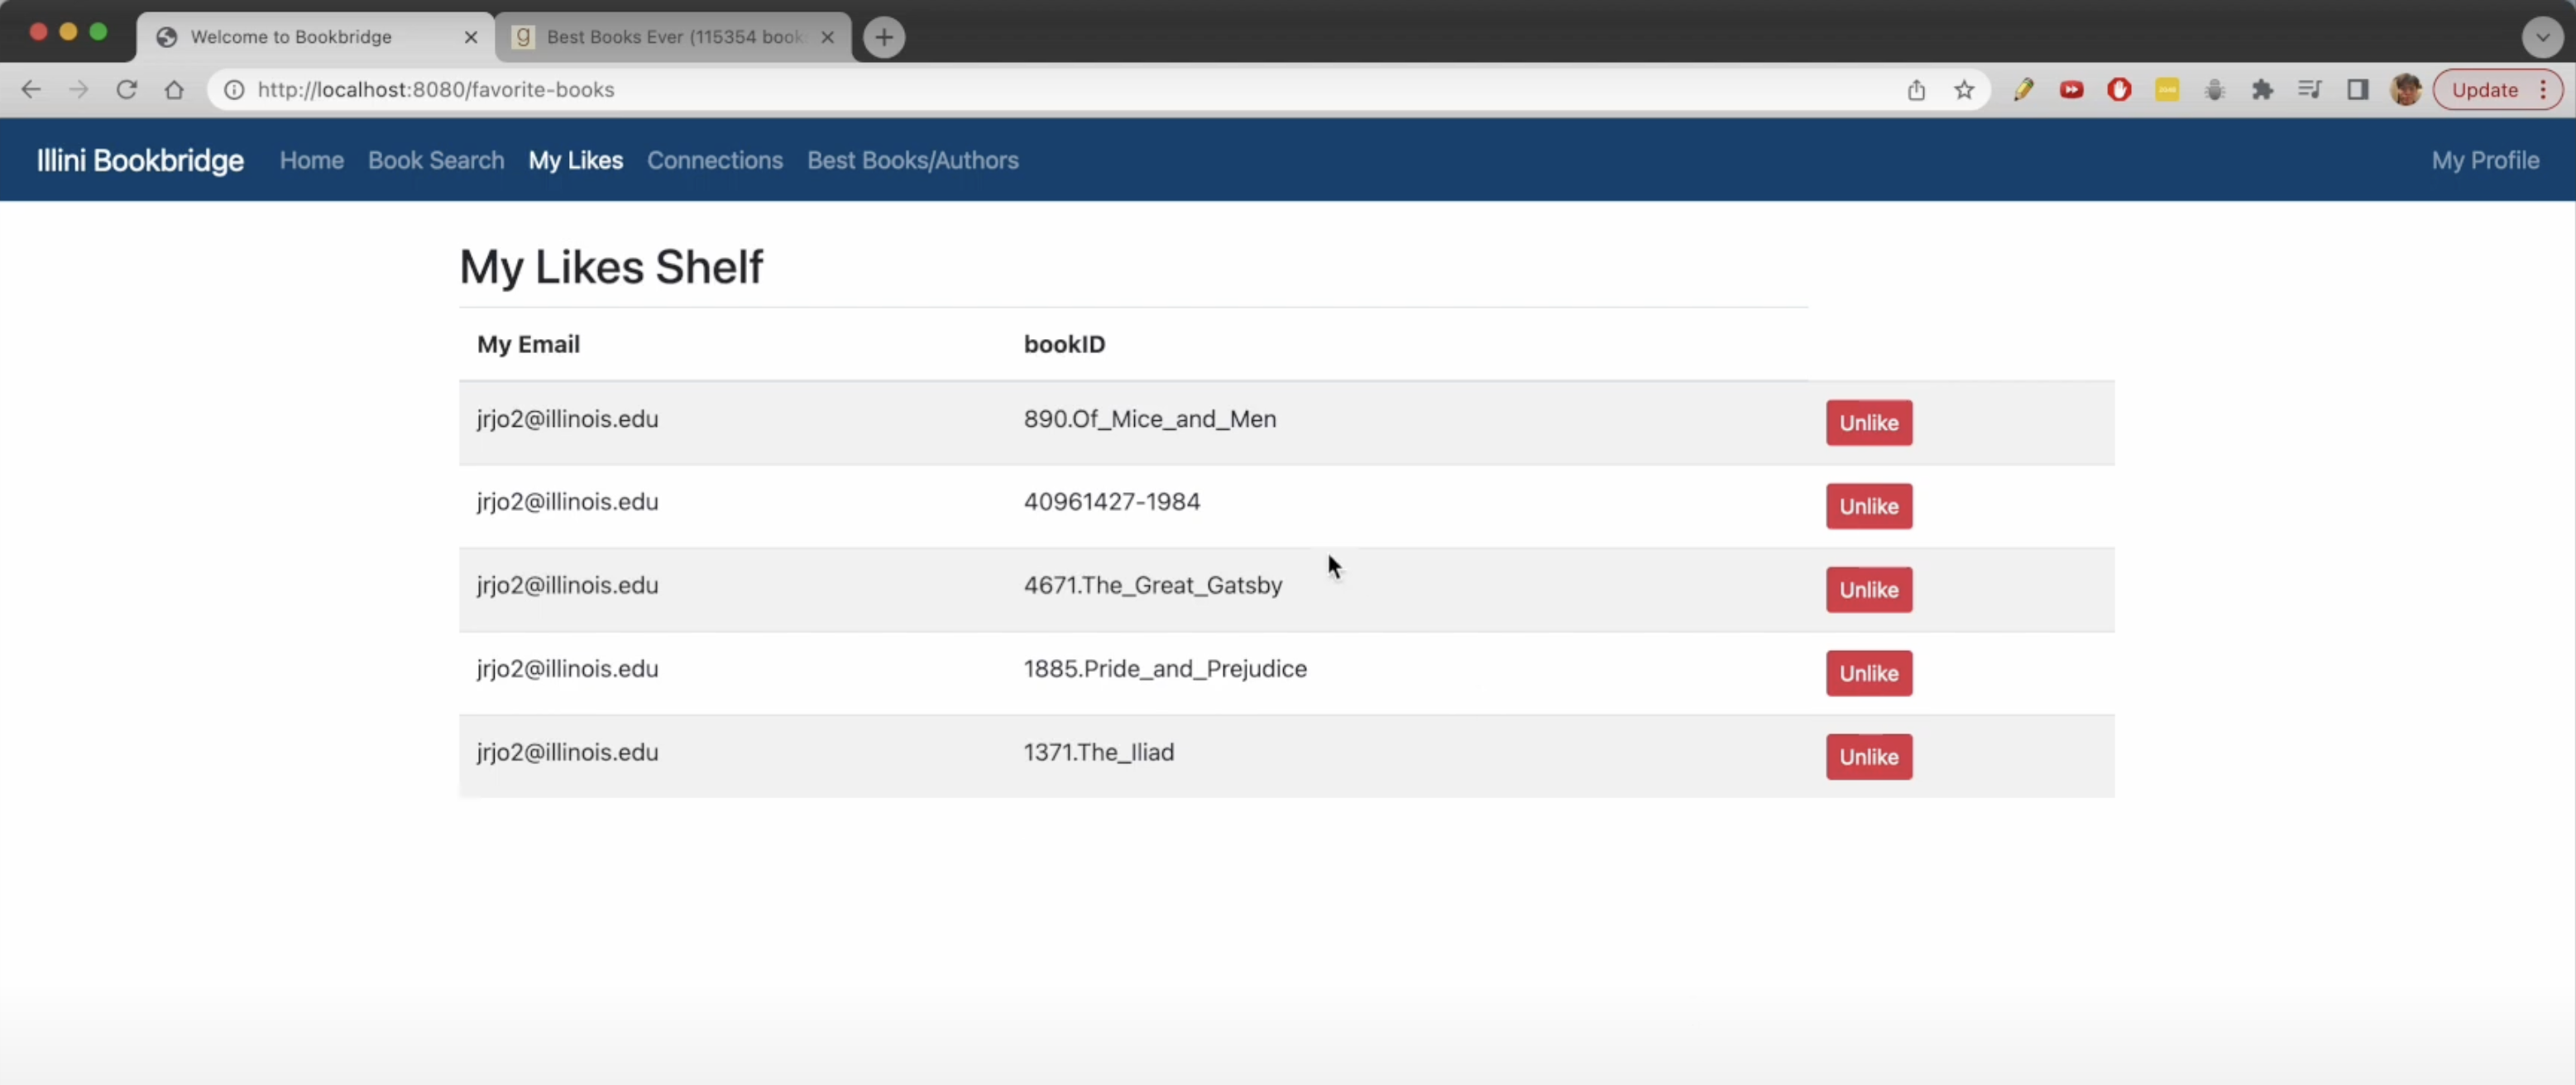 Welcome to Bookbridge
Best Books Ever (115354 book
http://localhost:8080/favorite-books
Update
Illini Bookbridge Home Book Search My Likes Connections Best Books/Authors My Profile
My Likes Shelf
My Email bookID
jrjo2@illinois.edu 890.Of_Mice_and_Men Unlike
jrjo2@illinois.edu 40961427-1984 Unlike
jrjo2@illinois.edu 4671.The_Great_Gatsby Unlike
jrjo2@illinois.edu 1885.Pride_and_Prejudice Unlike
jrjo2@illinois.edu 1371.The_Iliad Unlike